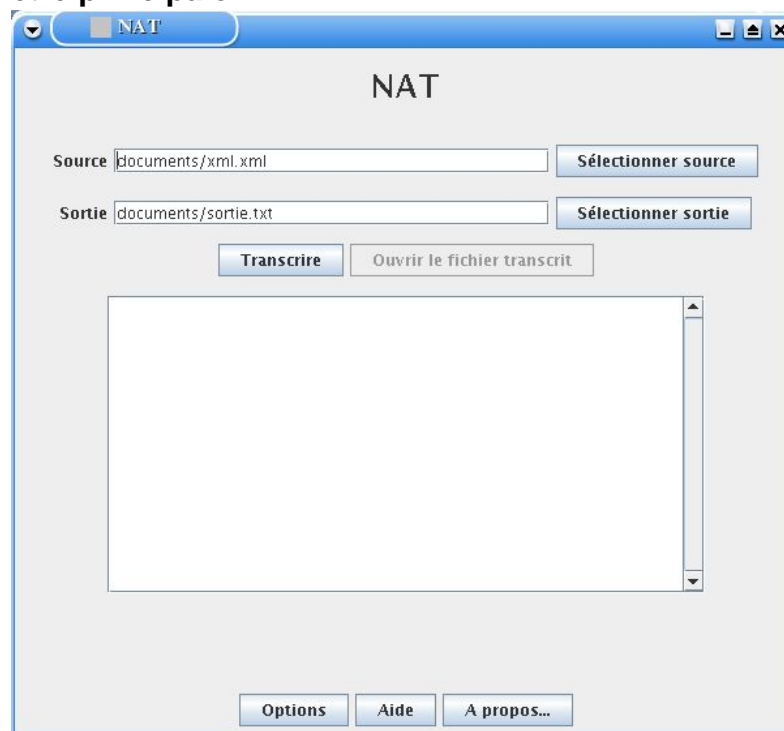 NAT
NAT
Source documents/xml.xml Sélectionner source
Sortie documents/sortie.txt Sélectionner sortie
Transcrire Ouvrir le fichier transcrit
Options Aide A propos...